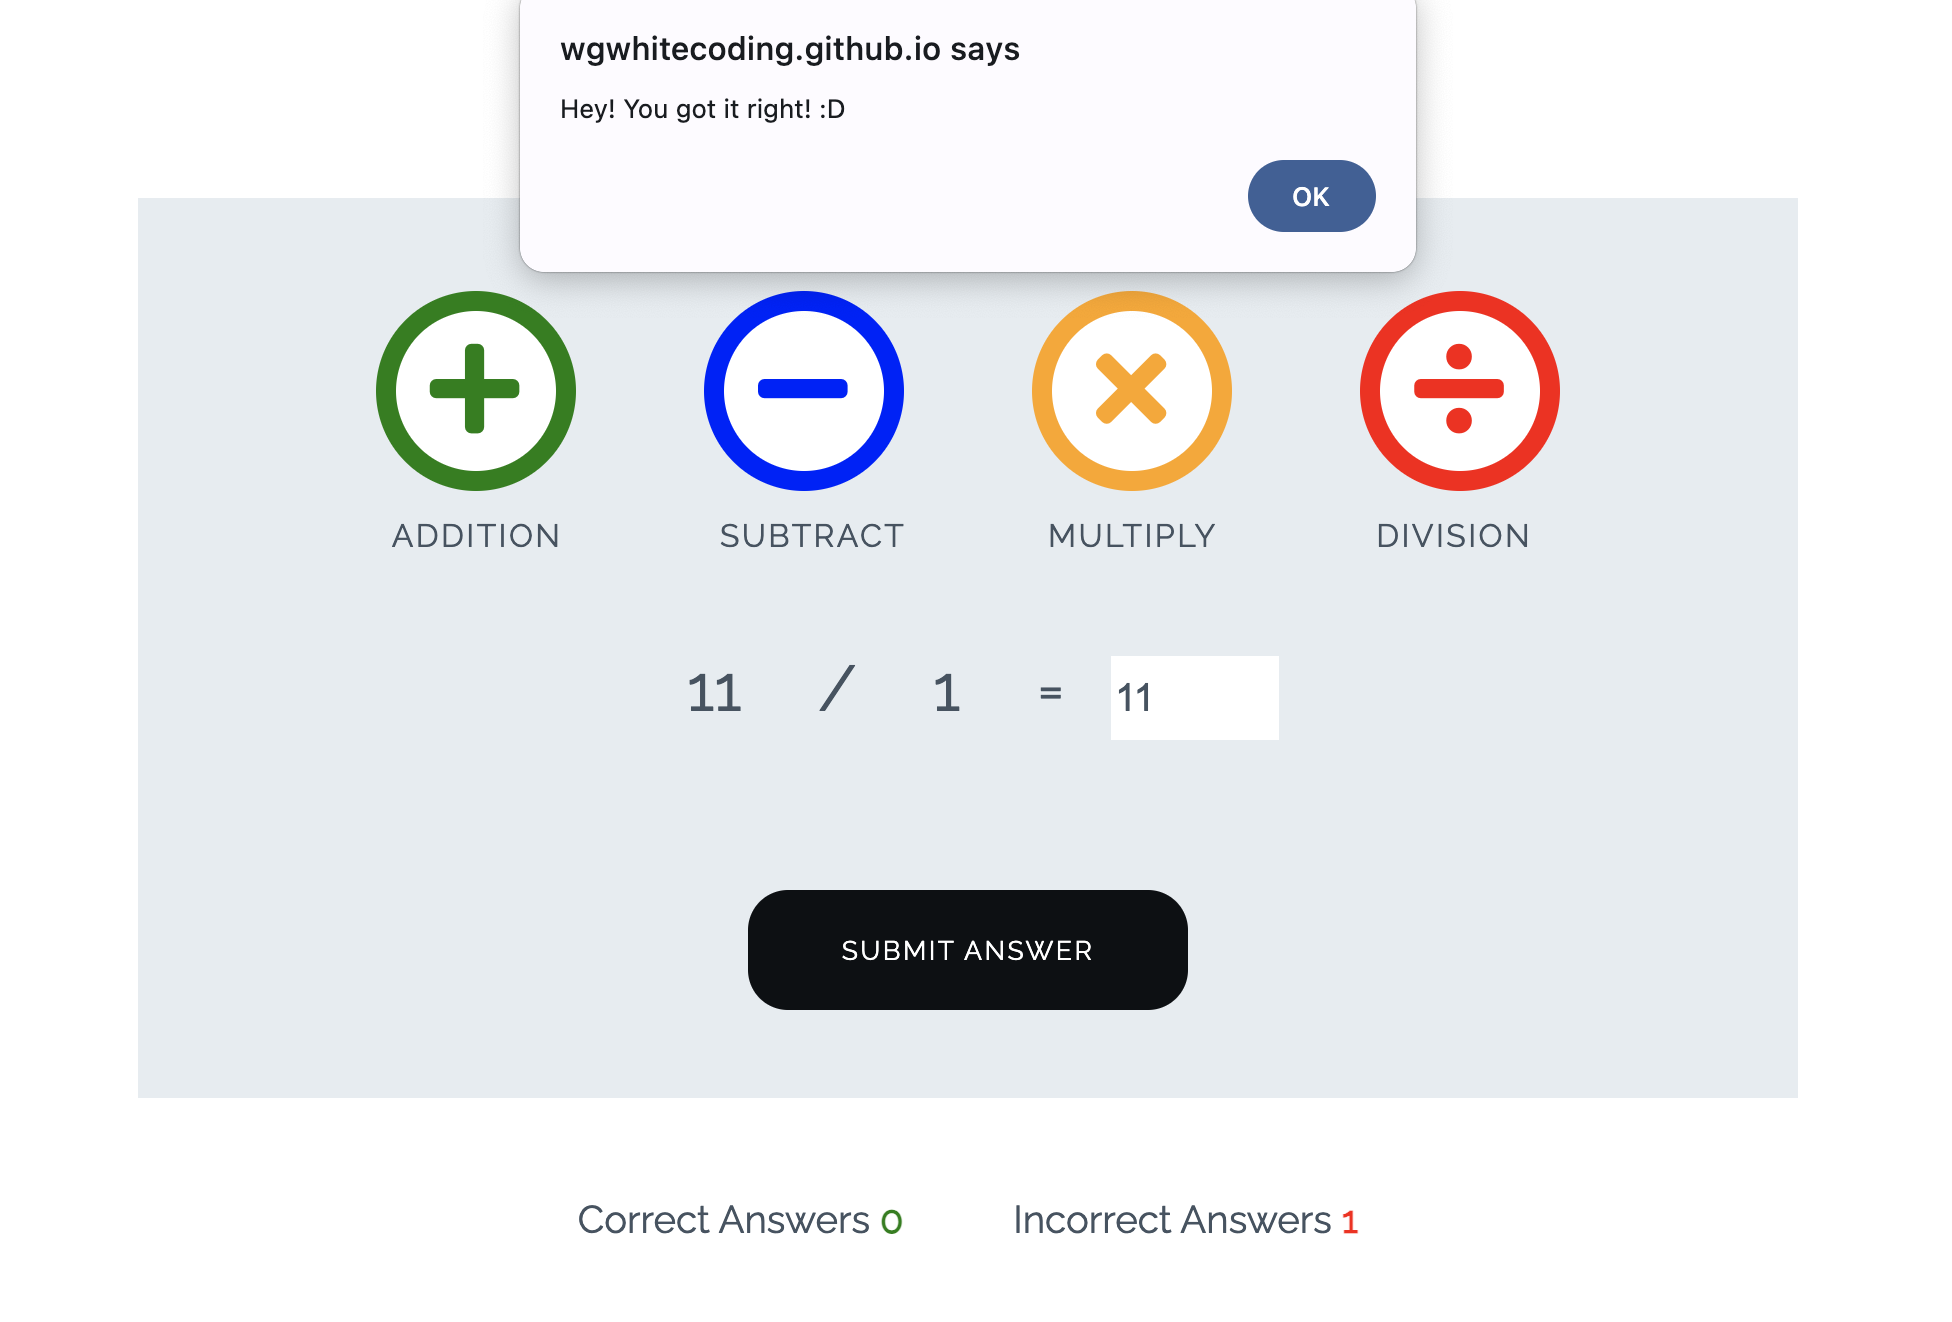 wgwhitecoding.github.io says
Hey! You got it right! :D
OK
ADDITION SUBTRACT MULTIPLY DIVISION
11 / 1 = 11
SUBMIT ANSWER
Correct Answers 0 Incorrect Answers 1